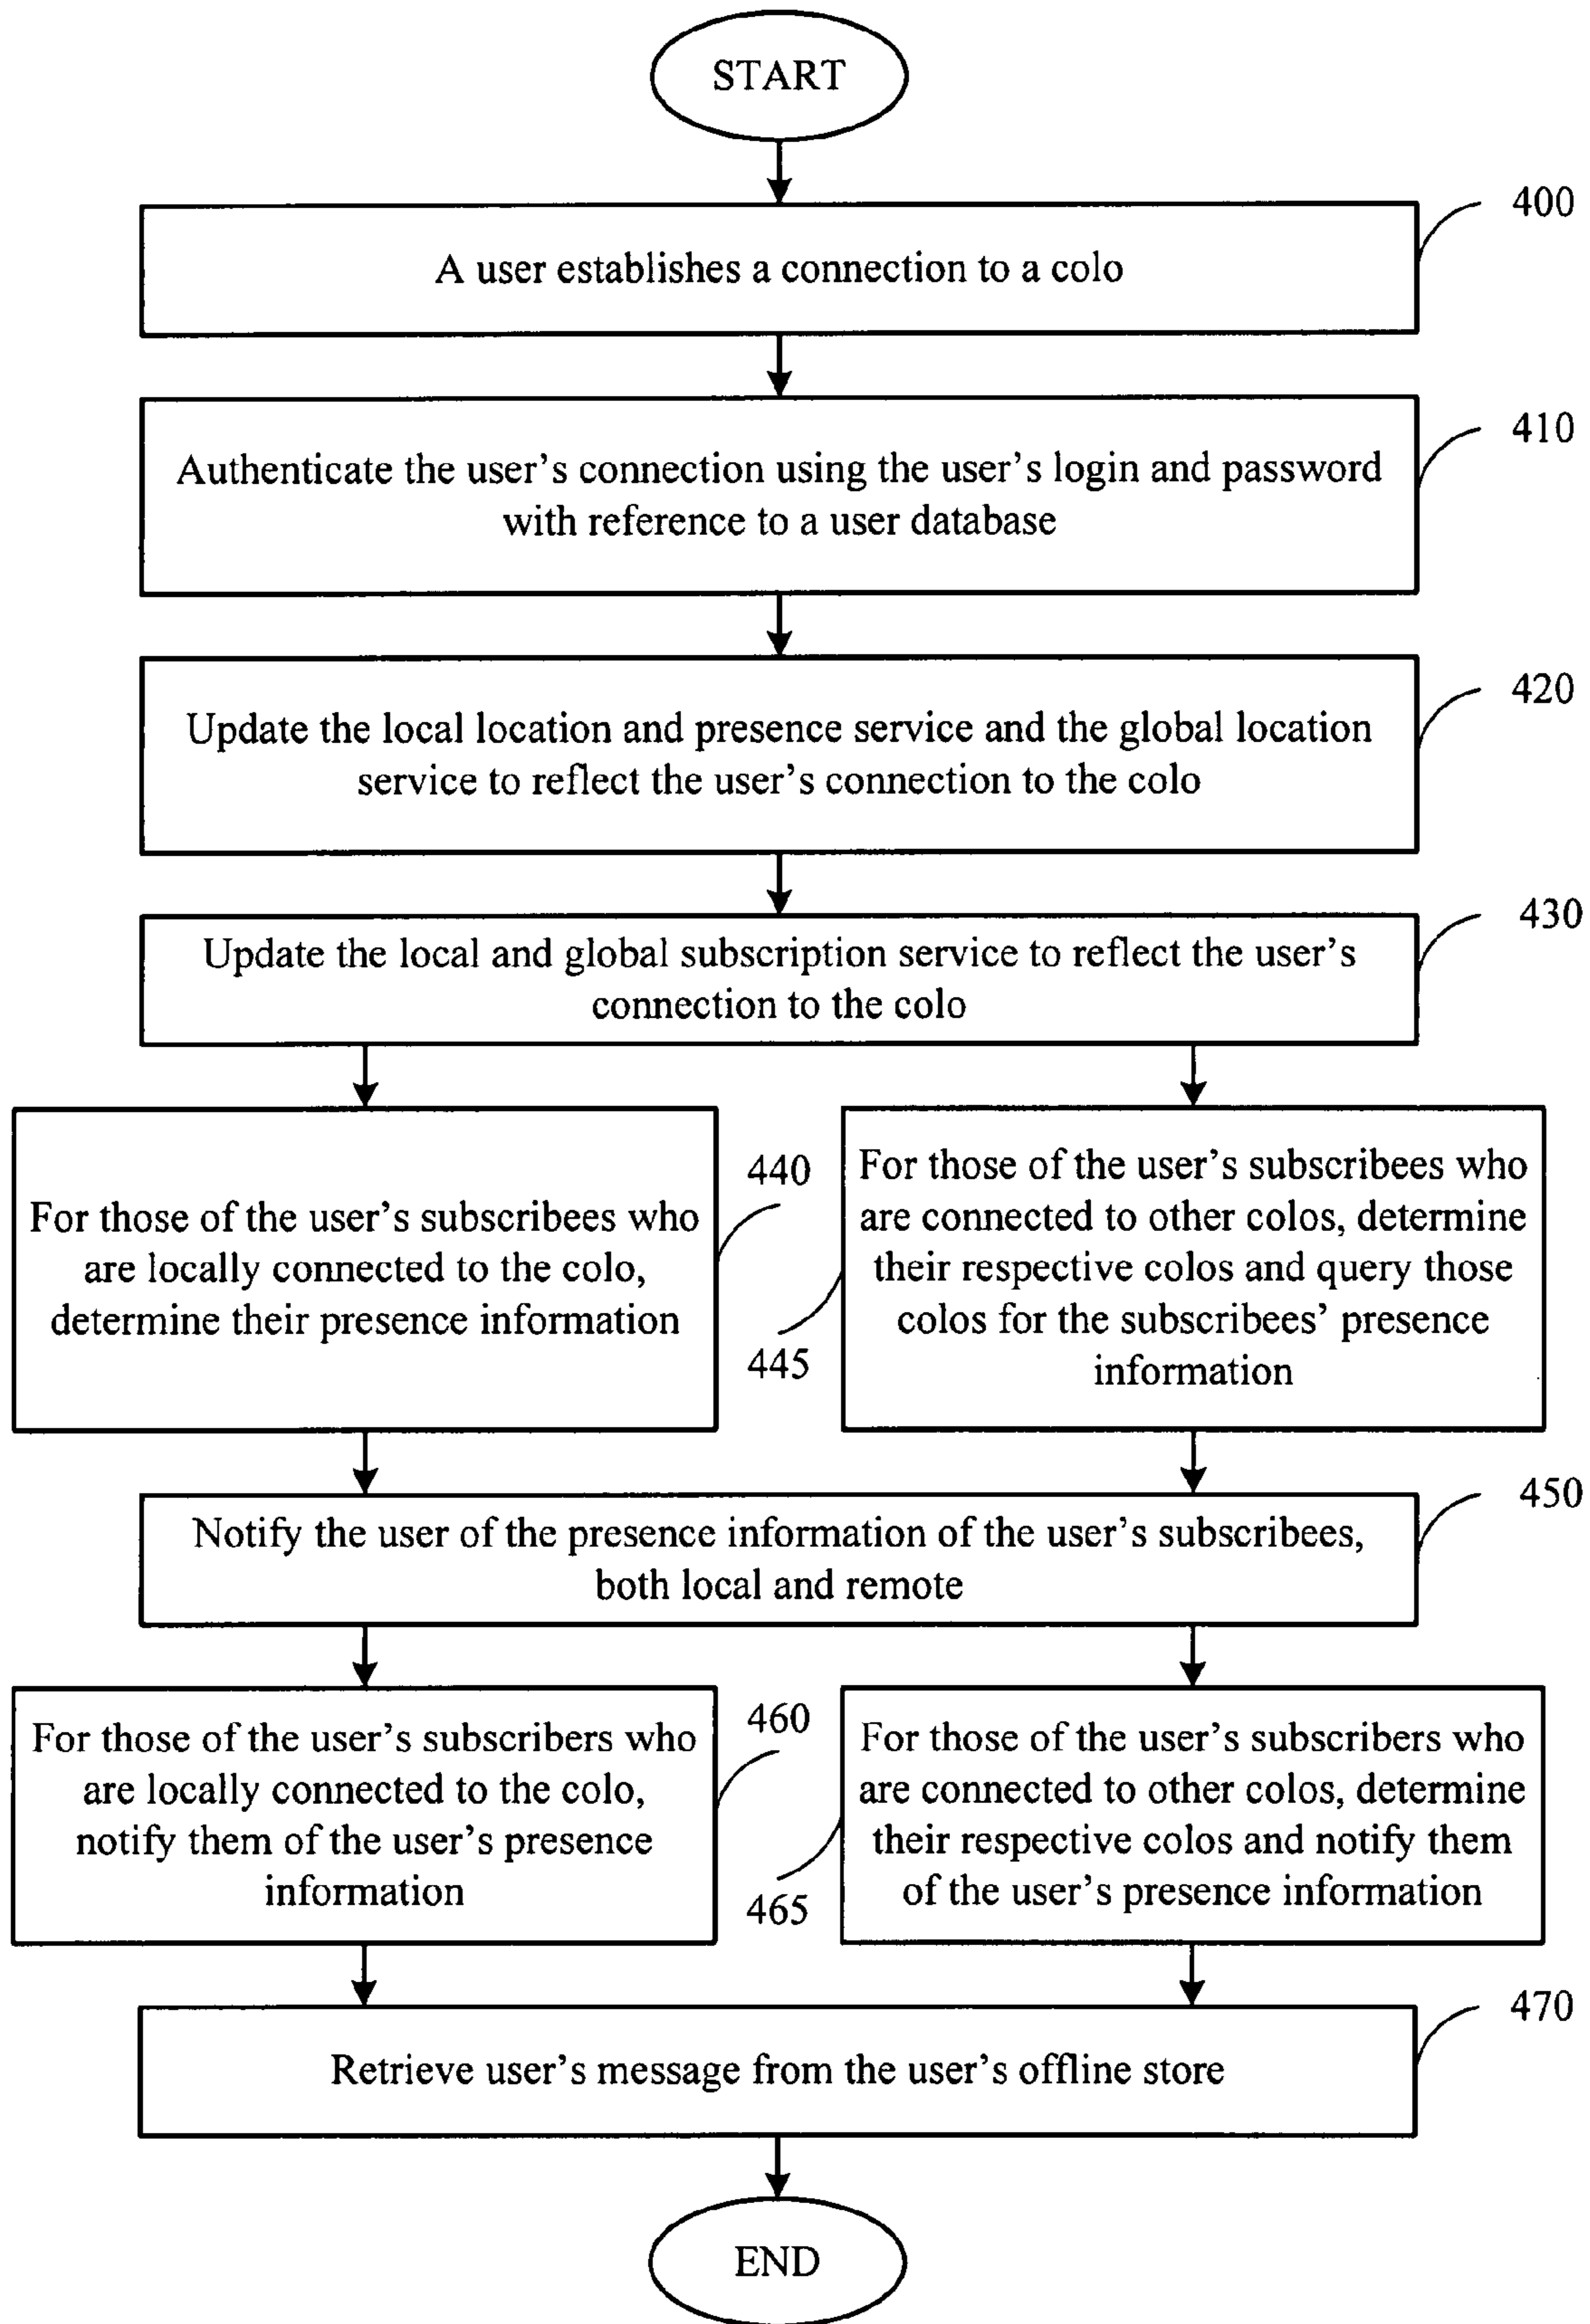 START
400
A user establishes a connection to a colo
410
Authenticate the user's connection using the user's login and password
with reference to a user database
420
Update the local location and presence service and the global location
service to reflect the user's connection to the colo
430
Update the local and global subscription service to reflect the user's
connection to the colo
440
For those of the user's subscribees who
are locally connected to the colo,
determine their presence information
445
For those of the user's subscribees who
are connected to other colos, determine
their respective colos and query those
colos for the subscribees' presence
information
450
Notify the user of the presence information of the user's subscribees,
both local and remote
460
For those of the user's subscribers who
are locally connected to the colo,
notify them of the user's presence
information
465
For those of the user's subscribers who
are connected to other colos, determine
their respective colos and notify them
of the user's presence information
470
Retrieve user's message from the user's offline store
END